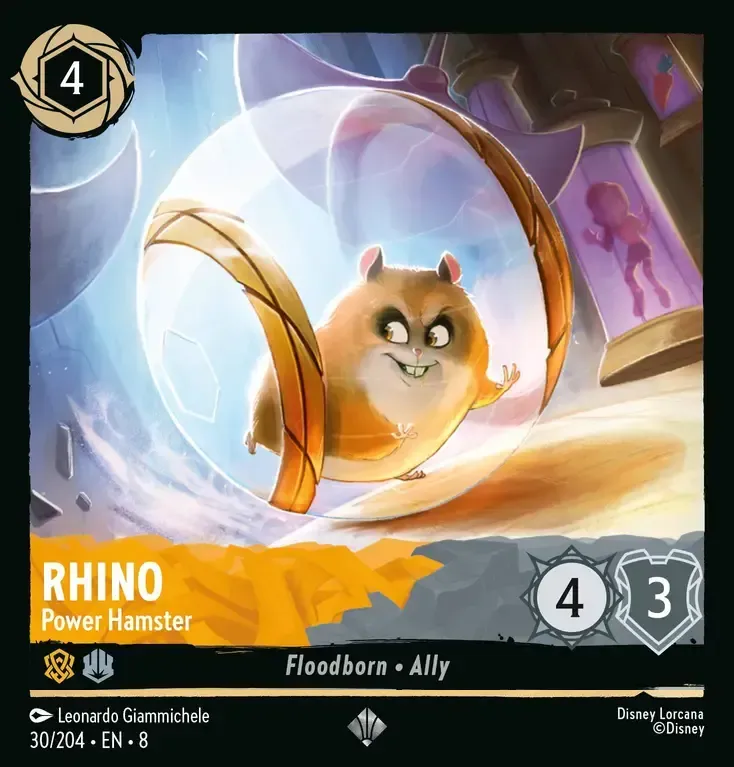 4
RHINO
Power Hamster
4 3
Floodborn • Ally
Leonardo Giammichele
Disney Lorcana
30/204 • EN • 8
©Disney